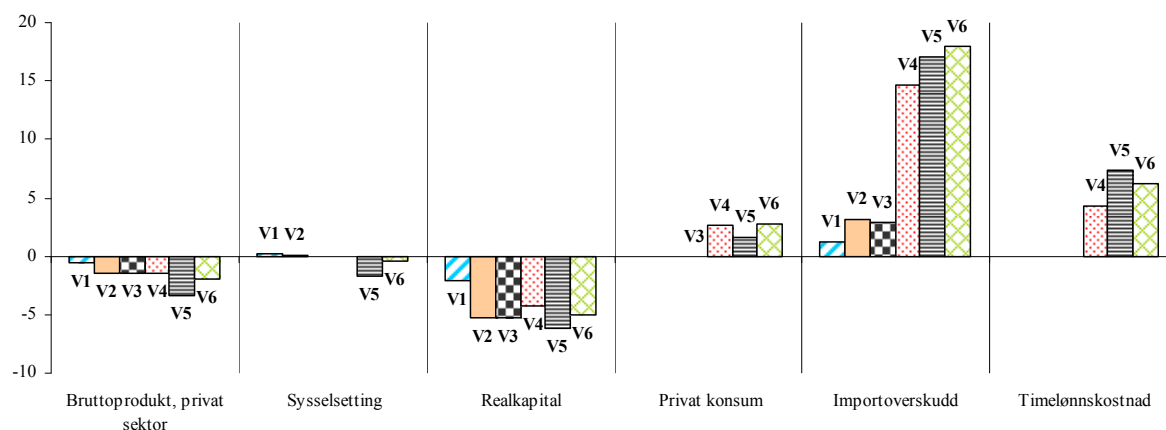 20
15
10
5
0
-5
-10
V1
V2
V3
V4
V5
V6
V1 V2
V5
V6
V1
V2
V3
V4
V5
V6
V3
V4
V5
V6
V1
V2
V3
V4
V5
V6
V4
V5
V6
Bruttoprodukt, privat
sektor
Sysselsetting
Realkapital
Privat konsum
Importoverskudd
Timelønnskostnad